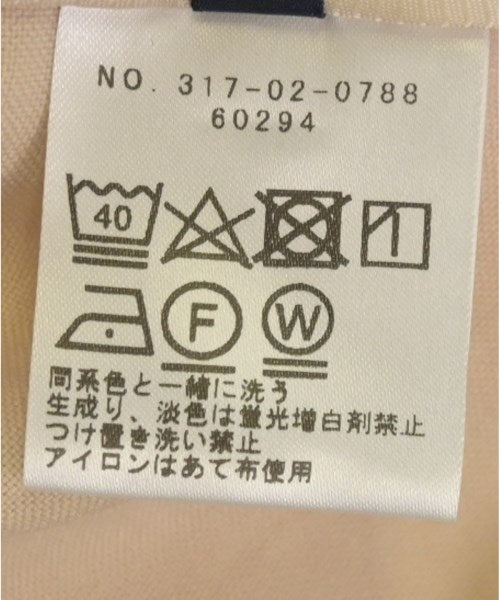 NO. 317-02-0788
60294
40
F W
同系色と一緒に洗う
生成り、淡色は蛍光増白剤禁止
つけ置き洗い禁止
アイロンはあて布使用